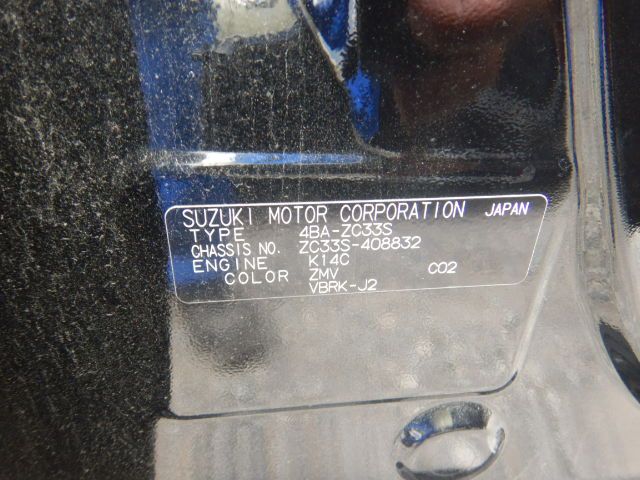 SUZUKI MOTOR CORPORATION JAPAN
TYPE 4BA-ZC33S
CHASSIS NO. ZC33S-408832
ENGINE K14C
COLOR ZMV C02
VBRK-J2